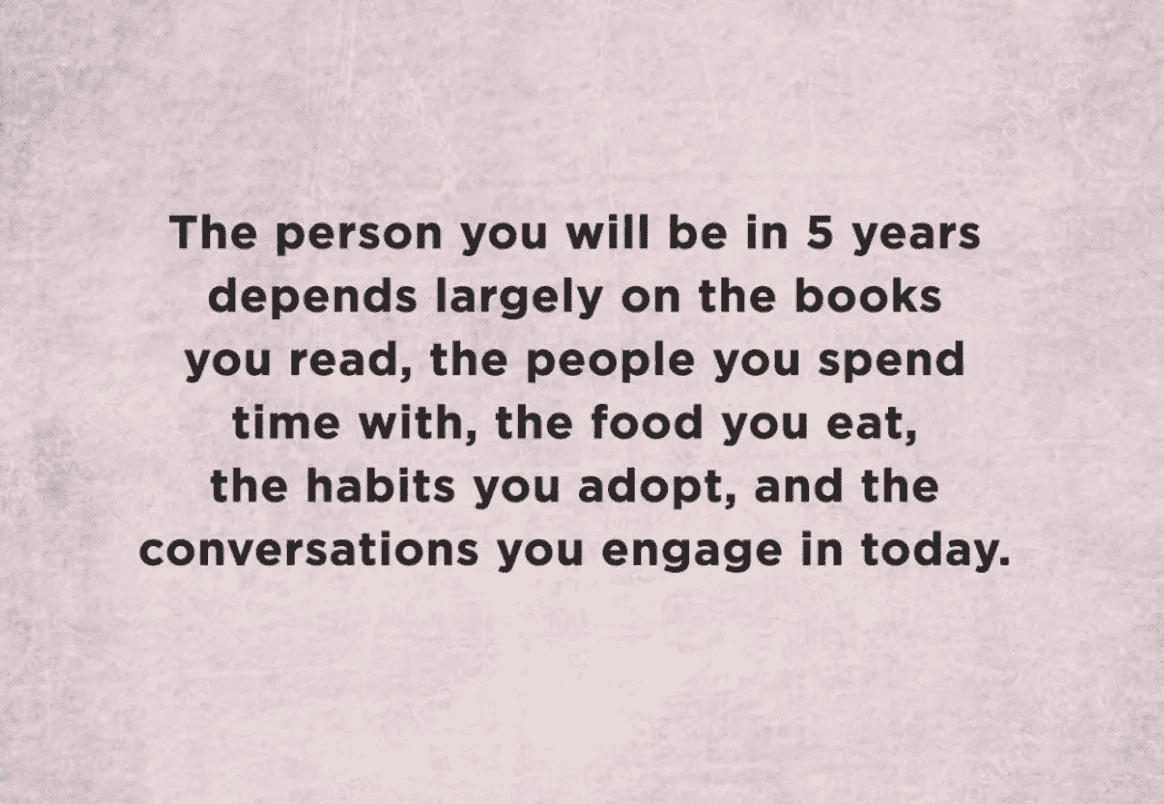 The person you will be in 5 years
depends largely on the books
you read, the people you spend
time with, the food you eat,
the habits you adopt, and the
conversations you engage in today.